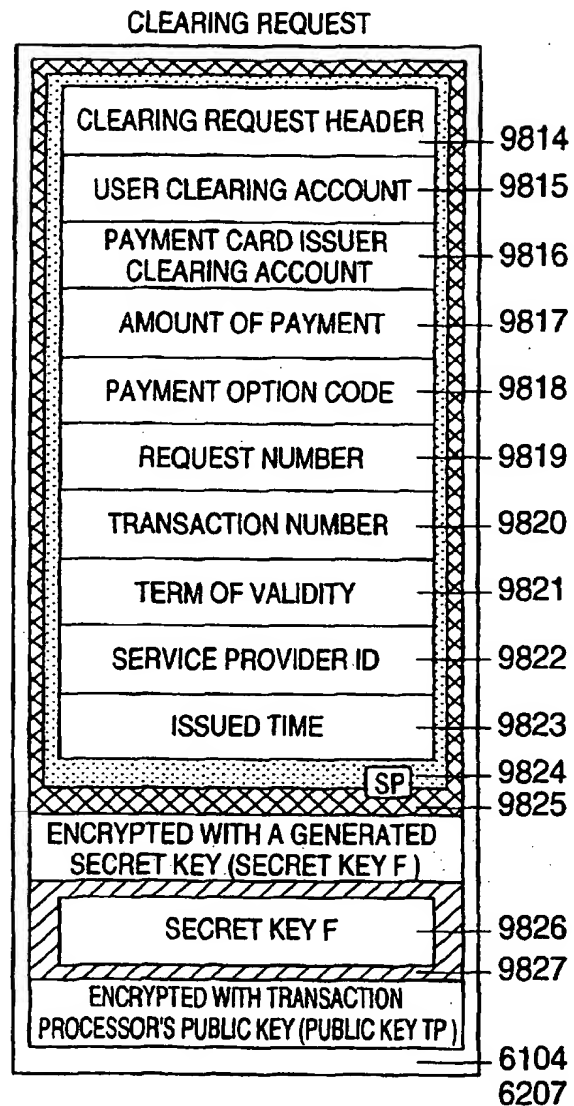 CLEARING REQUEST
CLEARING REQUEST HEADER
9814
USER CLEARING ACCOUNT
9815
PAYMENT CARD ISSUER
CLEARING ACCOUNT
9816
AMOUNT OF PAYMENT
9817
PAYMENT OPTION CODE
9818
REQUEST NUMBER
9819
TRANSACTION NUMBER
9820
TERM OF VALIDITY
9821
SERVICE PROVIDER ID
9822
ISSUED TIME
9823
SP
9824
9825
ENCRYPTED WITH A GENERATED
SECRET KEY (SECRET KEY F )
SECRET KEY F
9826
9827
ENCRYPTED WITH TRANSACTION
PROCESSOR'S PUBLIC KEY (PUBLIC KEY TP )
6104
6207